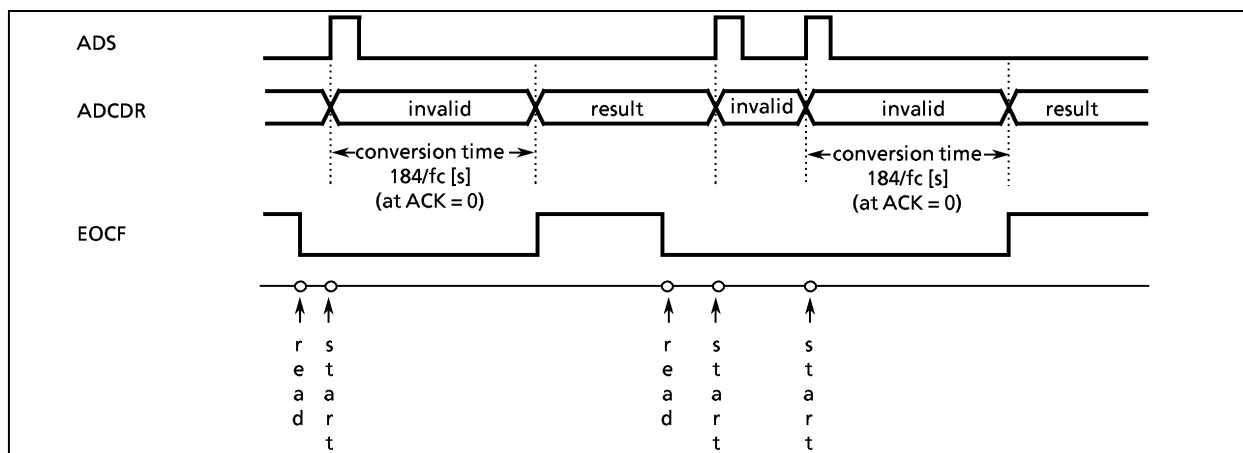 ADS
ADCDR
invalid
result
invalid
invalid
result
conversion time
184/fc [s]
(at ACK = 0)
conversion time
184/fc [s]
(at ACK = 0)
EOCF
read
start
read
start
start